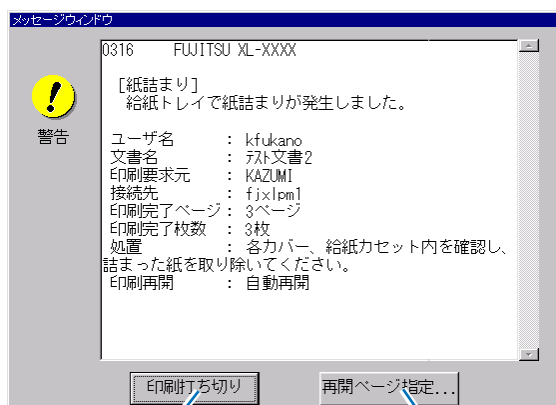 メッセージウィンドウ
0316 FUJITSU XL-XXXX
[紙詰まり]
給紙トレイで紙詰まりが発生しました。
警告
ユーザ名 : kfukano
文書名 : ﾃｽﾄ文書2
印刷要求元 : KAZUMI
接続先 : fjxlpm1
印刷完了ページ : 3ページ
印刷完了枚数 : 3枚
処置 : 各カバー、給紙カセット内を確認し、
詰まった紙を取り除いてください。
印刷再開 : 自動再開
印刷打ち切り
再開ページ指定...